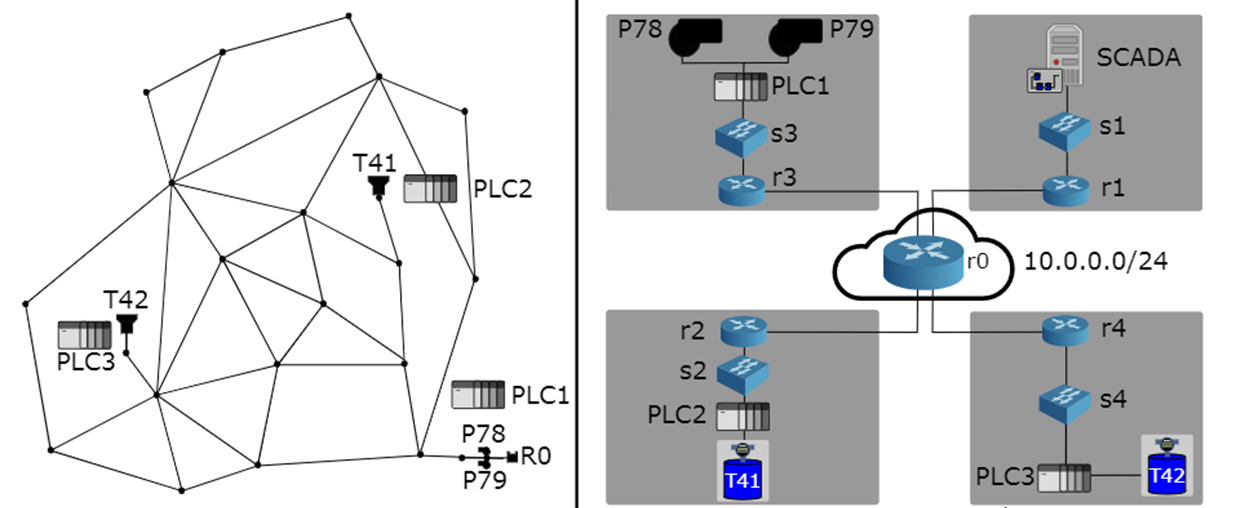 T41
PLC2
T42
PLC3
PLC1
P78
R0
P79
P78
P79
PLC1
s3
r3
SCADA
s1
r1
r0
10.0.0.0/24
r2
s2
PLC2
T41
r4
s4
PLC3
T42